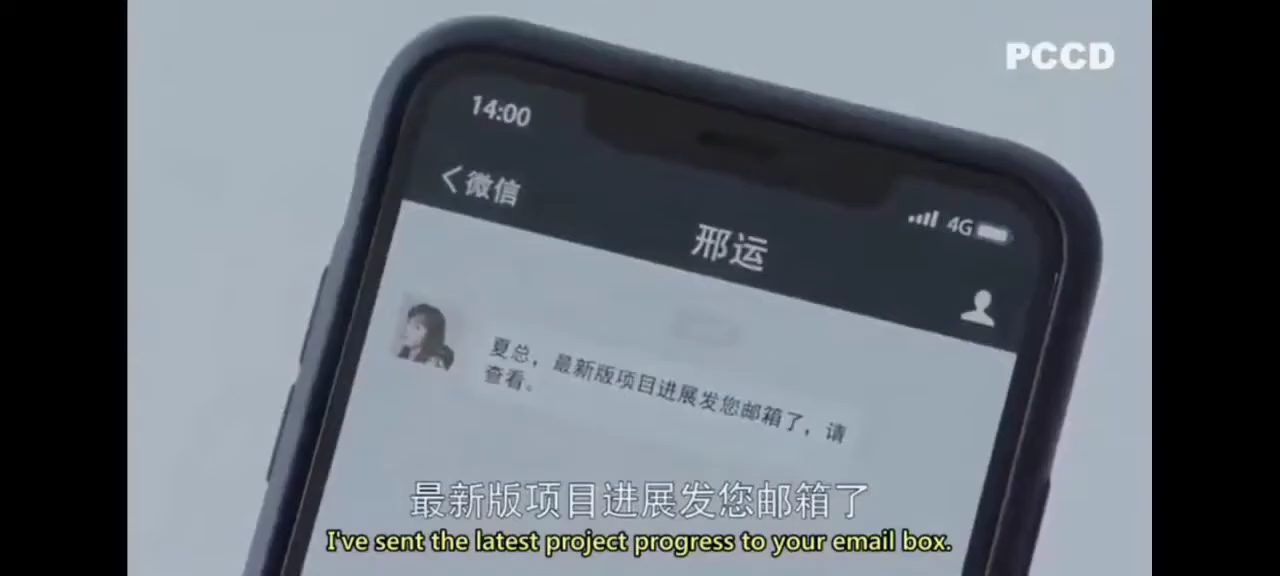 PCCD
14:00
4G
微信
邢运
夏总，最新版项目进展发您邮箱了，请
查看。
最新版项目进展发您邮箱了
I've sent the latest project progress to your email box.